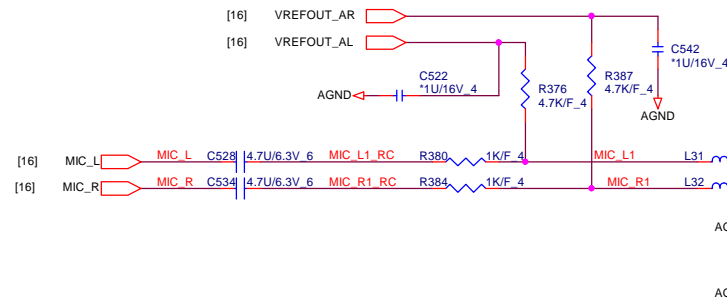 [16] VREFOUT_AR
[16] VREFOUT_AL
C542
*1U/16V_4
C522
*1U/16V_4
R376
4.7K/F_4
R387
4.7K/F_4
AGND
AGND
[16] MIC_L MIC_L C528 4.7U/6.3V_6 MIC_L1_RC R380 1K/F_4 MIC_L1 L31
[16] MIC_R MIC_R C534 4.7U/6.3V_6 MIC_R1_RC R384 1K/F_4 MIC_R1 L32